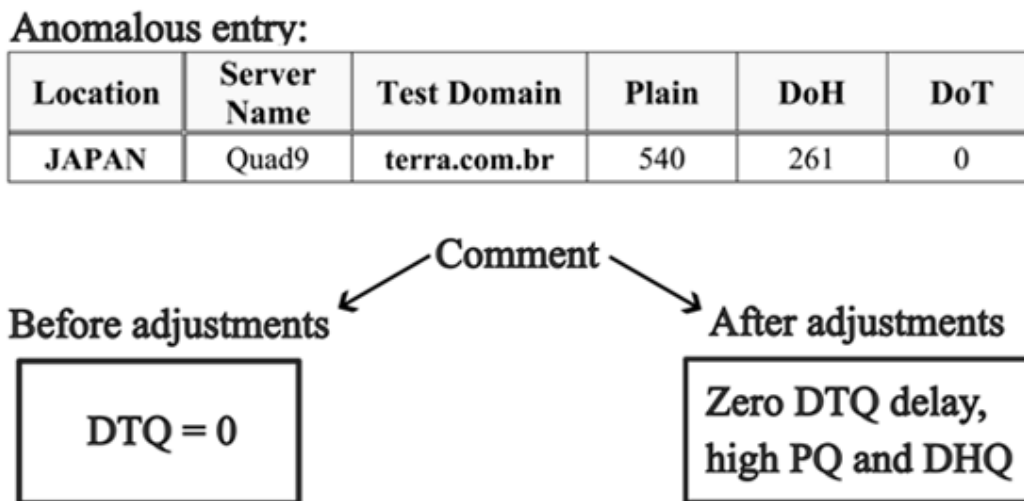 Anomalous entry:
Location Server Name Test Domain Plain DoH DoT
JAPAN Quad9 terra.com.br 540 261 0
Comment
Before adjustments After adjustments
DTQ = 0
Zero DTQ delay,
high PQ and DHQ